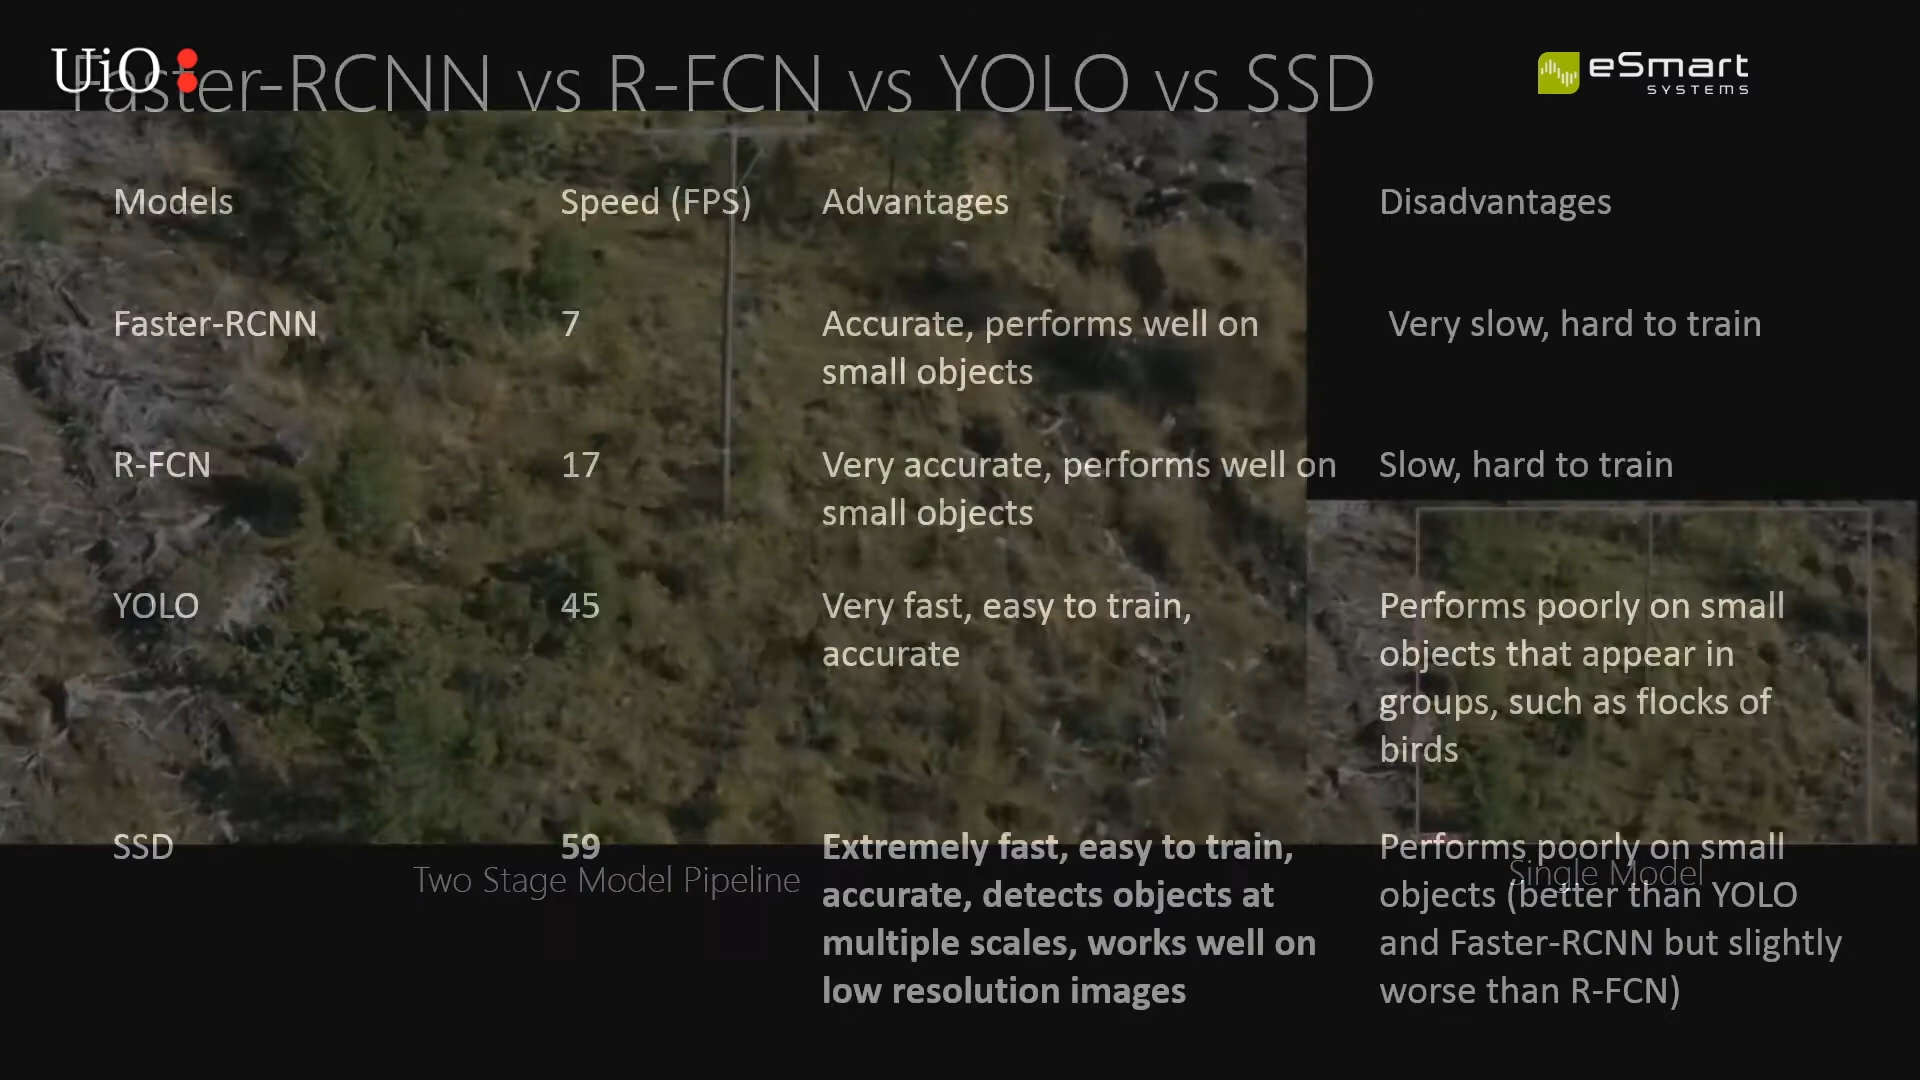 UiO
Faster-RCNN vs R-FCN vs YOLO vs SSD
eSmart
SYSTEMS
Models
Speed (FPS)
Advantages
Disadvantages
Faster-RCNN
7
Accurate, performs well on
small objects
Very slow, hard to train
R-FCN
17
Very accurate, performs well on
small objects
Slow, hard to train
YOLO
45
Very fast, easy to train,
accurate
Performs poorly on small
objects that appear in
groups, such as flocks of
birds
SSD
59
Extremely fast, easy to train,
accurate, detects objects at
multiple scales, works well on
low resolution images
Performs poorly on small
objects (better than YOLO
and Faster-RCNN but slightly
worse than R-FCN)
Two Stage Model Pipeline
Single Model